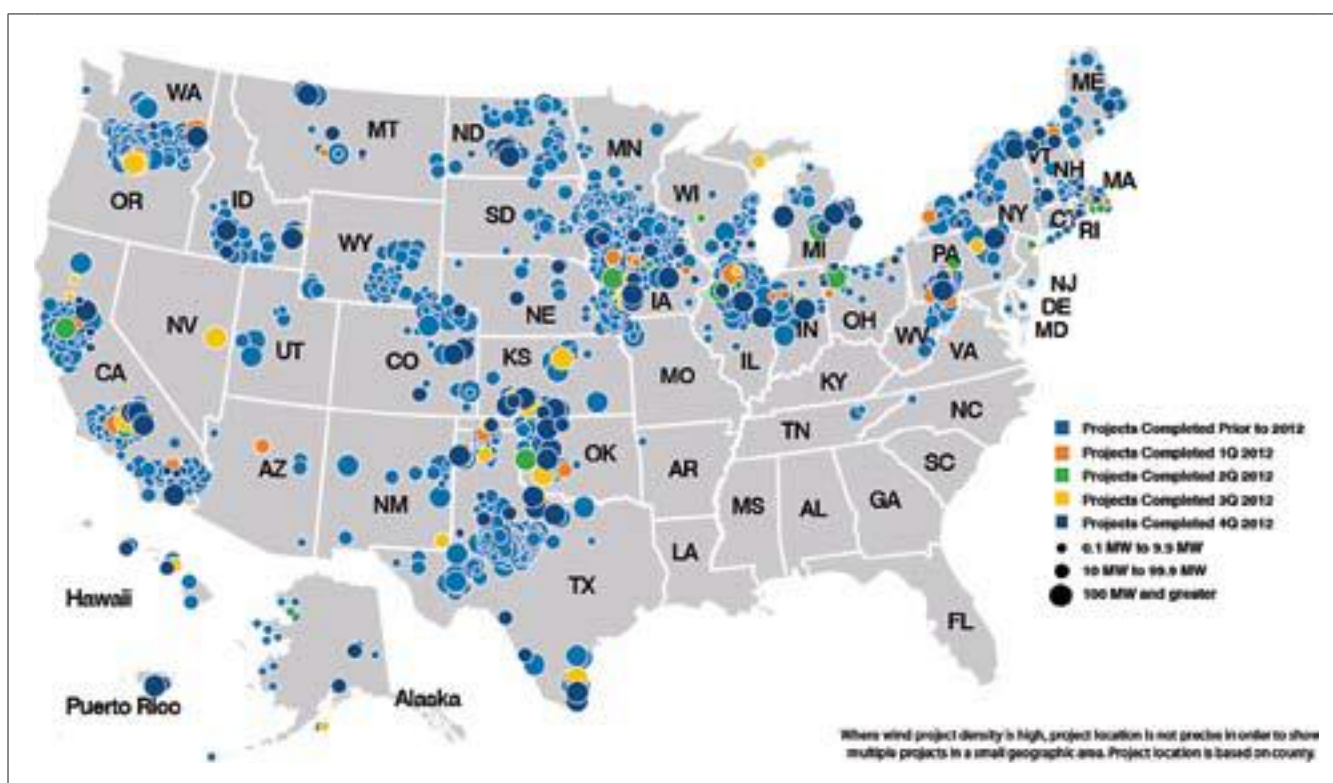 WA
MT
ND
MN
ME
VT
NH
MA
OR
ID
SD
WI
NY
CT
RI
WY
MI
PA
NE
IA
NJ
NV
UT
CO
KS
IL
IN
OH
WV
DE
MD
VA
CA
MO
KY
NC
TN
AZ
NM
OK
AR
SC
MS
AL
GA
LA
TX
FL
Hawaii
Puerto Rico
Alaska
Projects Completed Prior to 2012
Projects Completed 1Q 2012
Projects Completed 2Q 2012
Projects Completed 3Q 2012
Projects Completed 4Q 2012
0.1 MW to 9.9 MW
10 MW to 99.9 MW
100 MW and greater
Where wind project density is high, project location is not precise in order to show
multiple projects in a small geographic area. Project location is based on county.